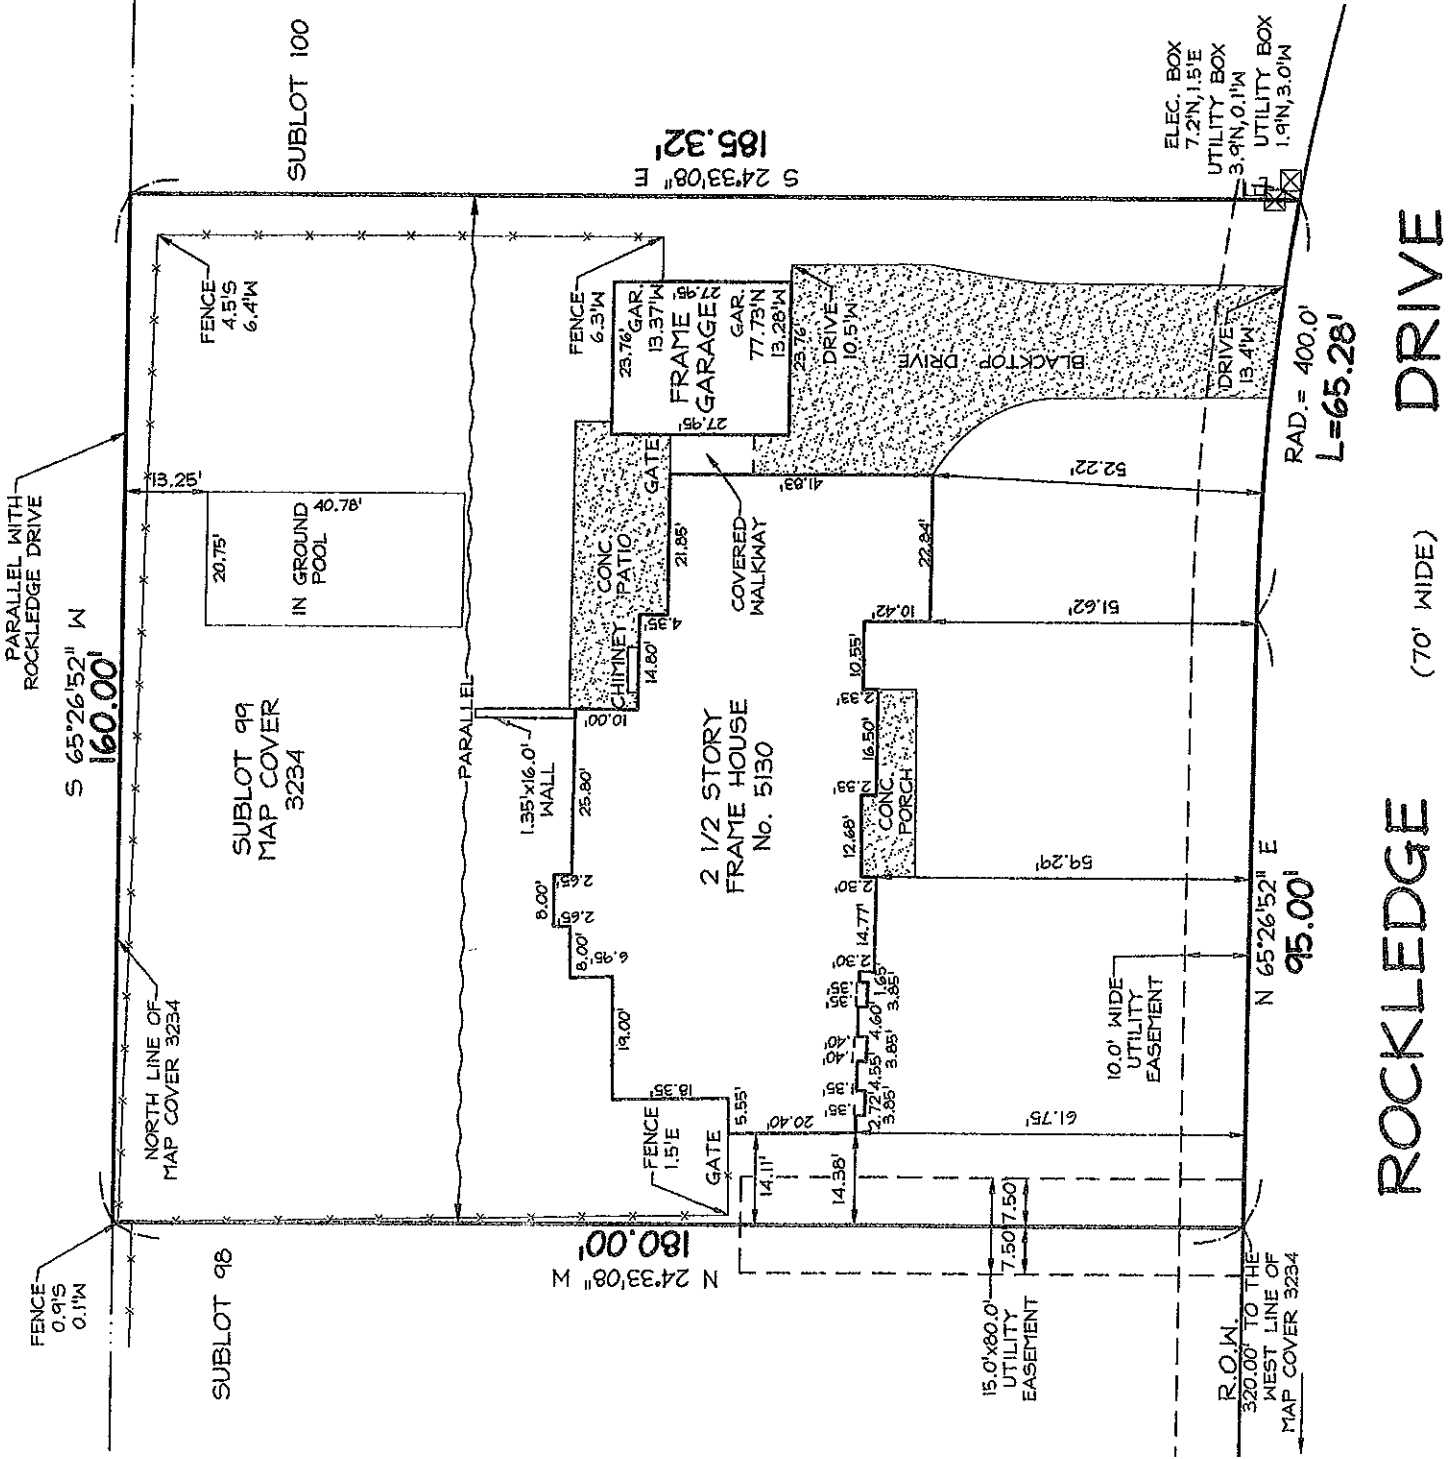 PARALLEL WITH
ROCKLEDGE DRIVE
S 65°26'52" W
160.00'
SUBLOT 100
185.32'
S 24°33'08" E
ELEC. BOX
7.2'N,1.5'E
UTILITY BOX
3.9'N,0.1'W
UTILITY BOX
1.9'N,3.0'W
FENCE
4.5'S
6.4'W
FENCE
6.3'W
13.25'
20.75'
40.78'
IN GROUND
POOL
SUBLOT 99
MAP COVER
3234
PARALLEL
NORTH LINE OF
MAP COVER 3234
FENCE
0.9'S
0.1'W
SUBLOT 98
180.00'
N 24°33'08" W
FENCE
1.5'E
GATE
1.35'x16.0'
WALL
CONC.
PATIO
CHIMNEY
GATE
COVERED
WALKWAY
23.76'
GAR.
13.37'W
27.95'
FRAME
GARAGE
GAR.
77.73'N
13.28'W
23.76'
27.95'
DRIVE
10.5'W
BLACKTOP DRIVE
DRIVE
13.4'W
2 1/2 STORY
FRAME HOUSE
No. 5130
21.85'
4.35'
14.80'
10.00'
25.80'
2.65'
8.00'
2.65'
8.00'
6.95'
19.00'
18.35'
5.55'
20.40'
14.11'
14.38'
41.83'
22.84'
10.42'
10.55'
2.33'
16.50'
2.33'
12.68'
2.30'
14.77'
2.30'
1.65'
1.35'
1.35'
3.85'
4.60'
1.40'
1.40'
3.85'
4.55'
1.35'
1.35'
3.85'
2.72'
CONC.
PORCH
52.22'
51.62'
59.29'
61.75'
10.0' WIDE
UTILITY
EASEMENT
7.50'
7.50'
15.0'x80.0'
UTILITY
EASEMENT
R.O.W.
320.00' TO THE
WEST LINE OF
MAP COVER 3234
N 65°26'52" E
95.00'
RAD.= 400.0'
L=65.28'
ROCKLEDGE DRIVE
(70' WIDE)